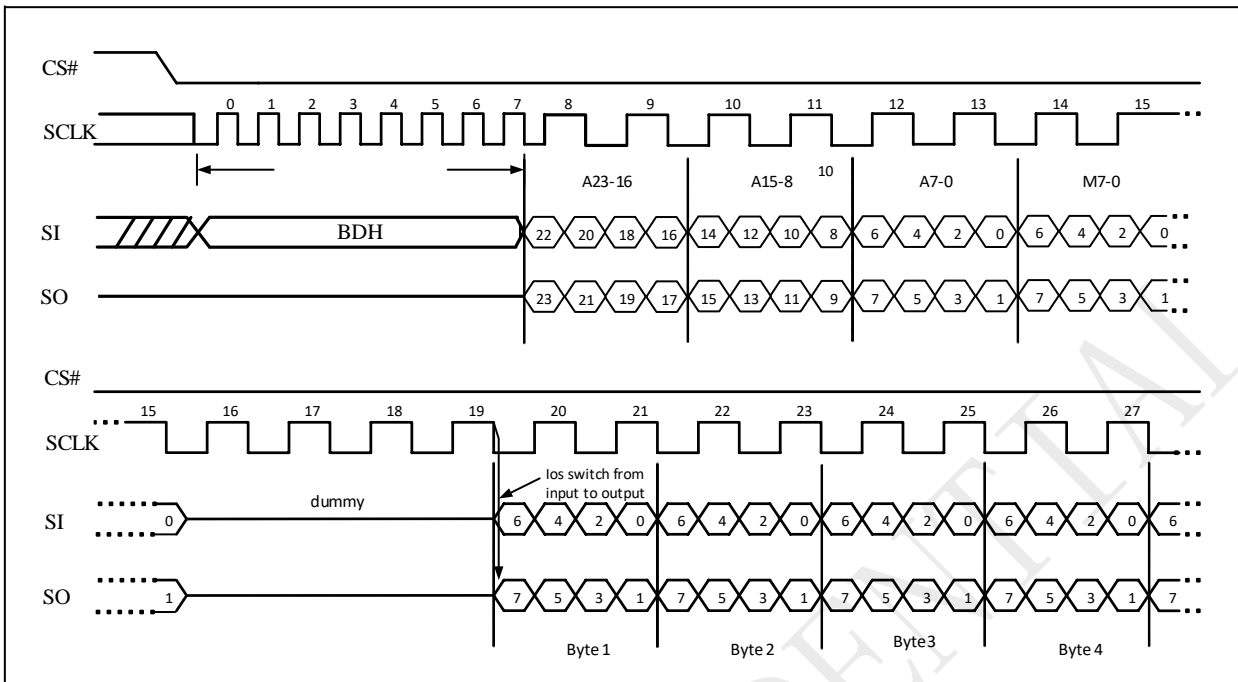 CS#
0 1 2 3 4 5 6 7 8 9 10 11 12 13 14 15
SCLK
A23-16 A15-8 10 A7-0 M7-0
SI BDH 22 20 18 16 14 12 10 8 6 4 2 0 6 4 2 0
SO 23 21 19 17 15 13 11 9 7 5 3 1 7 5 3 1
CS#
15 16 17 18 19 20 21 22 23 24 25 26 27
SCLK
Ios switch from
input to output
dummy
SI 0 6 4 2 0 6 4 2 0 6 4 2 0 6 4 2 0 6
SO 1 7 5 3 1 7 5 3 1 7 5 3 1 7 5 3 1 7
Byte 1 Byte 2 Byte3 Byte 4